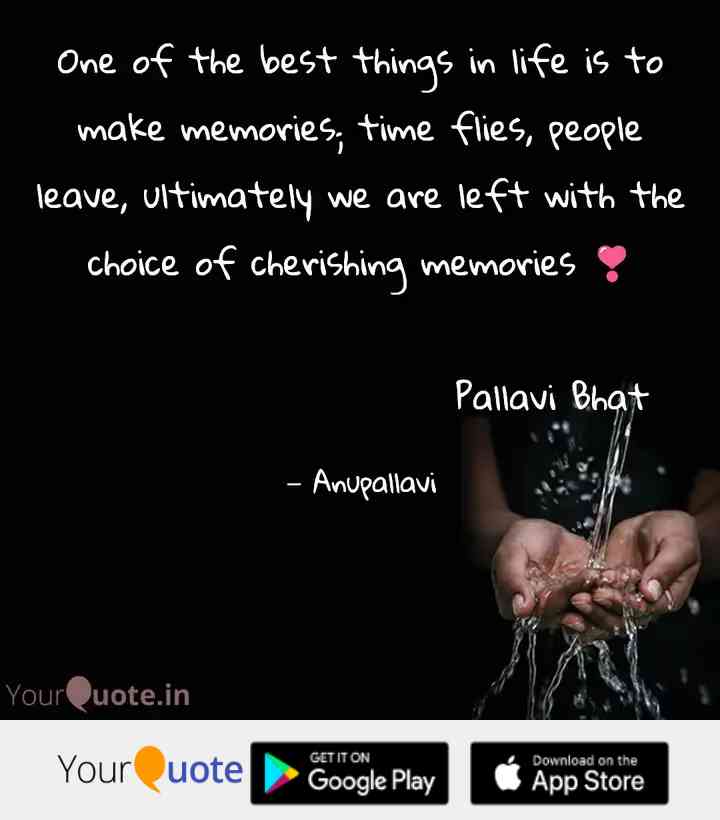 One of the best things in life is to
make memories; time flies, people
leave, ultimately we are left with the
choice of cherishing memories ❣
Pallavi Bhat
- Anupallavi
YourQuote.in
YourQuote
GET IT ON
Google Play
Download on the
App Store